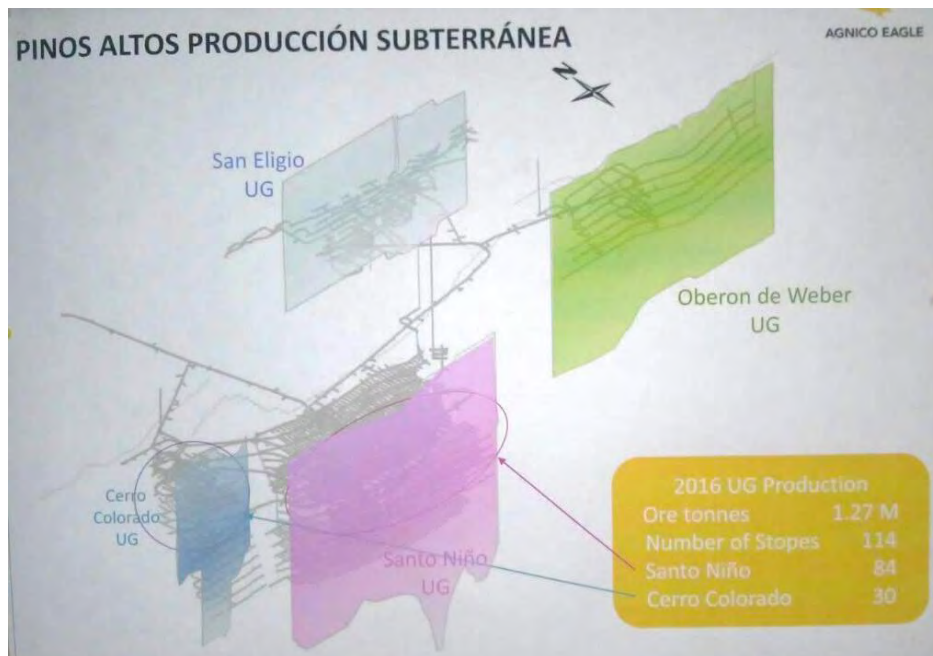 PINOS ALTOS PRODUCCIÓN SUBTERRÁNEA
AGNICO EAGLE
N
San Eligio
UG
Oberon de Weber
UG
Cerro
Colorado
UG
Santo Niño
UG
2016 UG Production
Ore tonnes 1.27 M
Number of Stopes 114
Santo Niño 84
Cerro Colorado 30